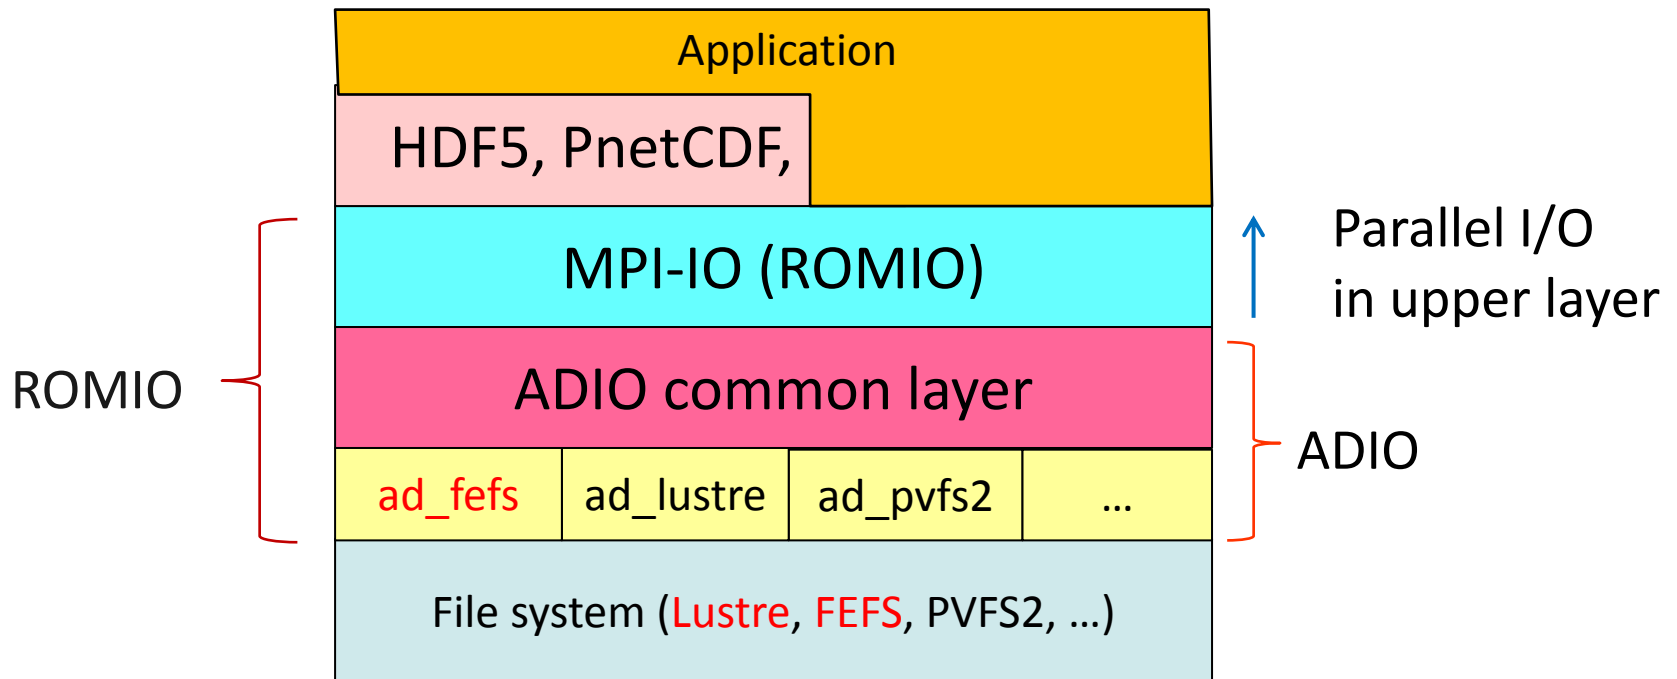 Application
HDF5, PnetCDF,
MPI-IO (ROMIO)
Parallel I/O
in upper layer
ROMIO
ADIO common layer
ADIO
ad_fefs
ad_lustre
ad_pvfs2
...
File system (Lustre, FEFS, PVFS2, ...)